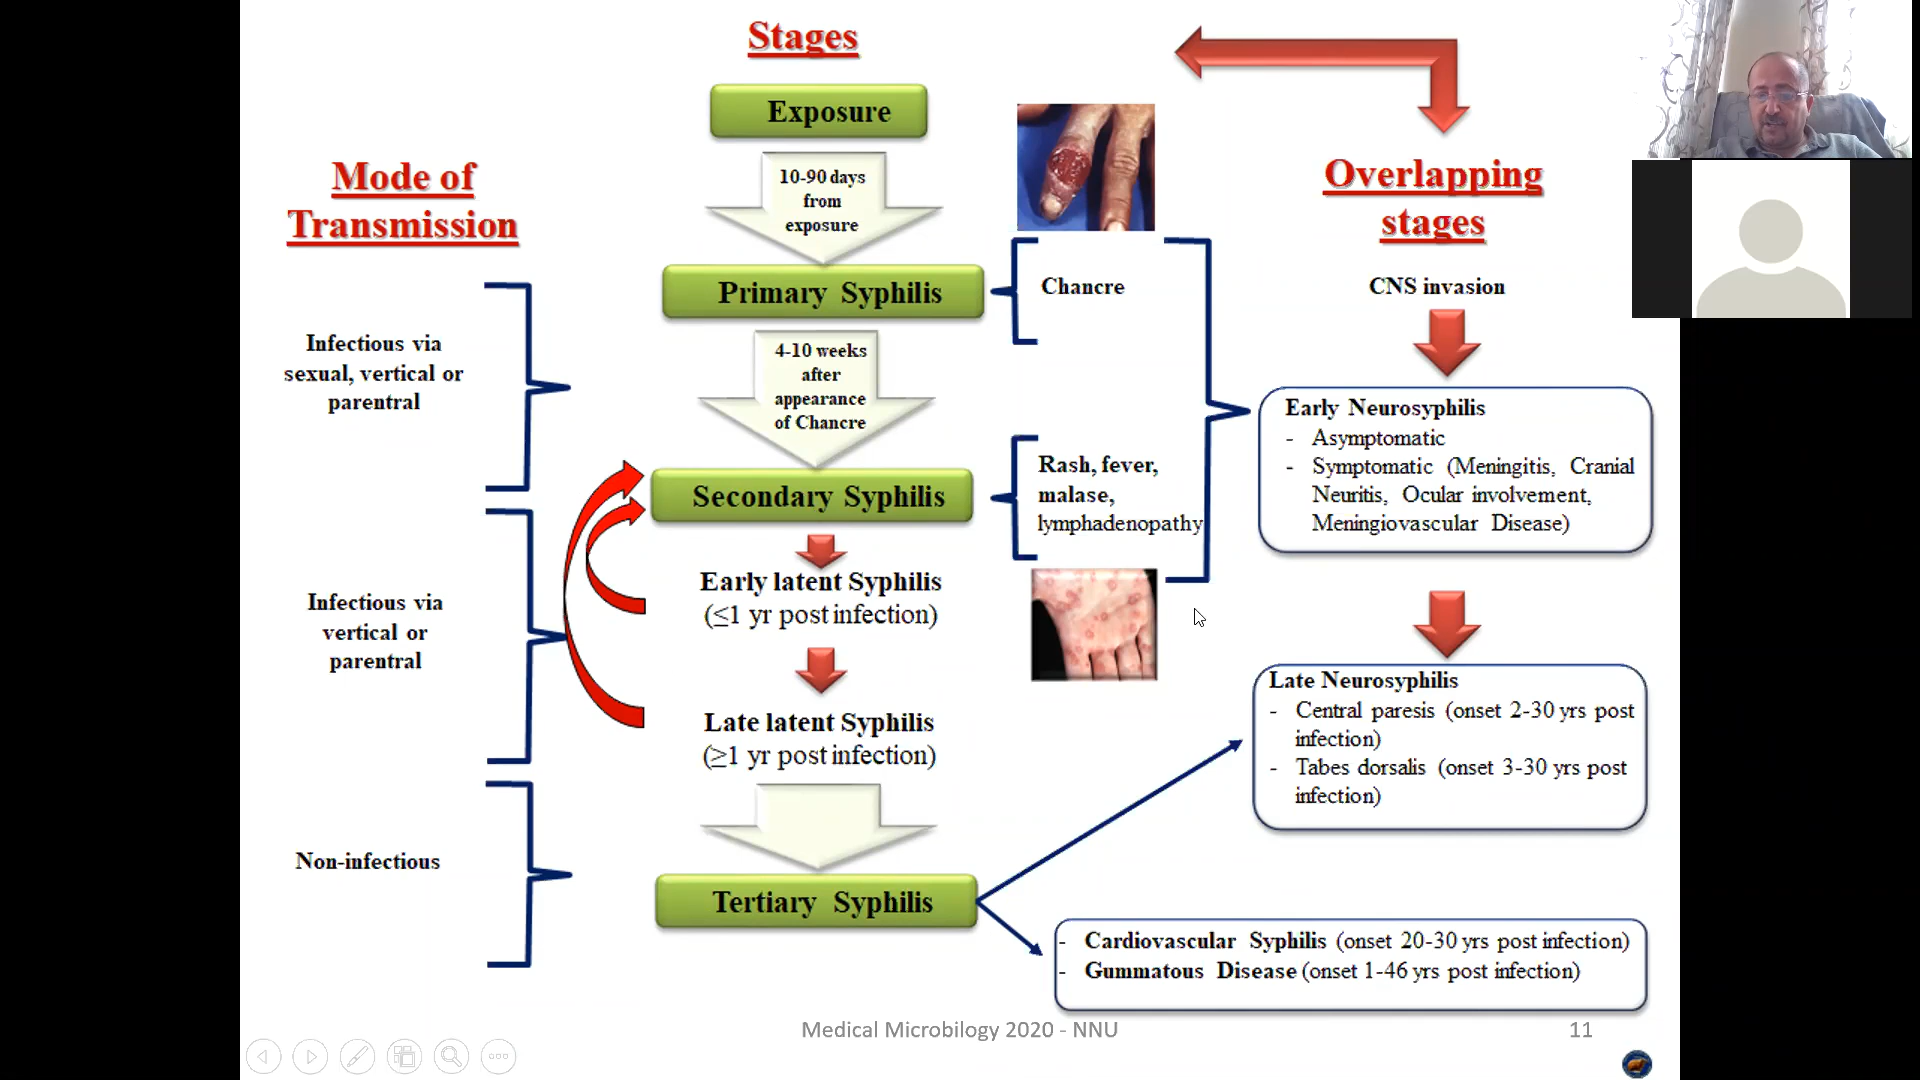 Stages
Exposure
10-90 days
from
exposure
Mode of
Transmission
Overlapping
stages
Primary Syphilis
Chancre
CNS invasion
Infectious via
sexual, vertical or
parentral
4-10 weeks
after
appearance
of Chancre
Early Neurosyphilis
- Asymptomatic
- Symptomatic (Meningitis, Cranial
Neuritis, Ocular involvement,
Meningiovascular Disease)
Secondary Syphilis
Rash, fever,
malase,
lymphadenopathy
Early latent Syphilis
(≤1 yr post infection)
Infectious via
vertical or
parentral
Late latent Syphilis
(≥1 yr post infection)
Late Neurosyphilis
- Central paresis (onset 2-30 yrs post
infection)
- Tabes dorsalis (onset 3-30 yrs post
infection)
Non-infectious
Tertiary Syphilis
- Cardiovascular Syphilis (onset 20-30 yrs post infection)
- Gummatous Disease (onset 1-46 yrs post infection)
Medical Microbilogy 2020 - NNU
11